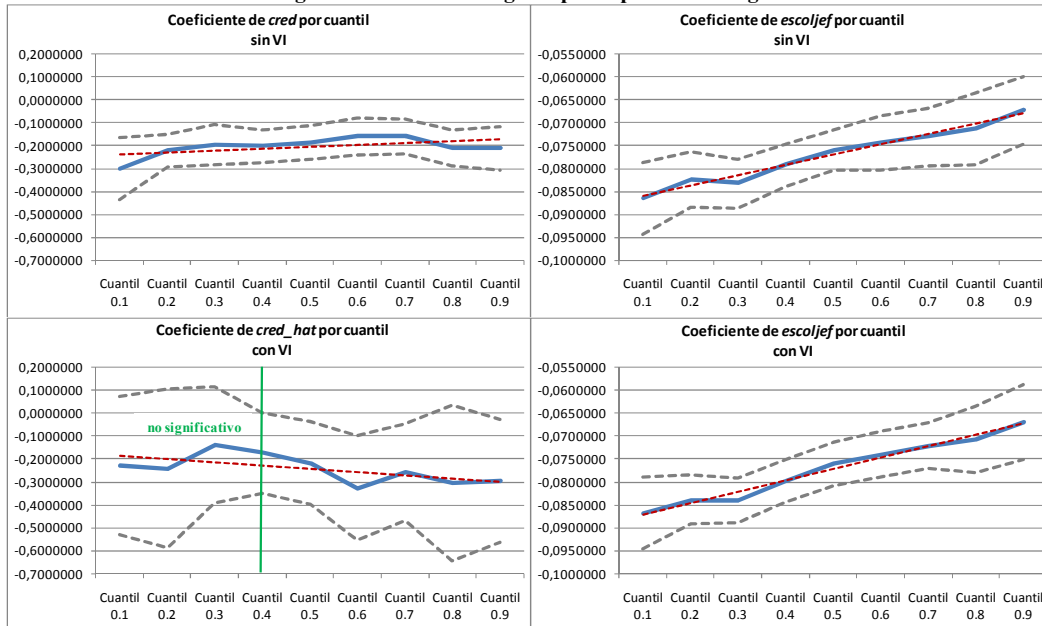 Coeficiente de cred por cuantil
sin VI
0,2000000
0,1000000
0,0000000
-0,1000000
-0,2000000
-0,3000000
-0,4000000
-0,5000000
-0,6000000
-0,7000000
Cuantil Cuantil Cuantil Cuantil Cuantil Cuantil Cuantil Cuantil Cuantil
0.1 0.2 0.3 0.4 0.5 0.6 0.7 0.8 0.9
Coeficiente de escoljef por cuantil
sin VI
-0,0550000
-0,0600000
-0,0650000
-0,0700000
-0,0750000
-0,0800000
-0,0850000
-0,0900000
-0,0950000
-0,1000000
Cuantil Cuantil Cuantil Cuantil Cuantil Cuantil Cuantil Cuantil Cuantil
0.1 0.2 0.3 0.4 0.5 0.6 0.7 0.8 0.9
Coeficiente de cred_hat por cuantil
con VI
0,2000000
0,1000000
0,0000000
-0,1000000
-0,2000000
-0,3000000
-0,4000000
-0,5000000
-0,6000000
-0,7000000
no significativo
Cuantil Cuantil Cuantil Cuantil Cuantil Cuantil Cuantil Cuantil Cuantil
0.1 0.2 0.3 0.4 0.5 0.6 0.7 0.8 0.9
Coeficiente de escoljef por cuantil
con VI
-0,0550000
-0,0600000
-0,0650000
-0,0700000
-0,0750000
-0,0800000
-0,0850000
-0,0900000
-0,0950000
-0,1000000
Cuantil Cuantil Cuantil Cuantil Cuantil Cuantil Cuantil Cuantil Cuantil
0.1 0.2 0.3 0.4 0.5 0.6 0.7 0.8 0.9